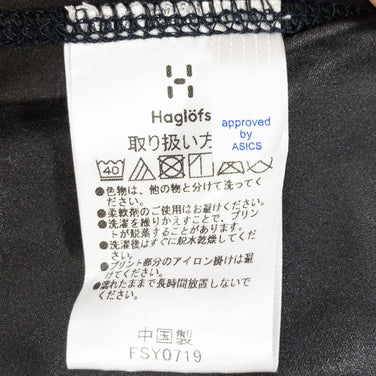 Haglöfs
approved
by
ASICS
取り扱い方
40
●色物は、他の物と分けて洗ってく
ださい。
●柔軟剤のご使用はお避けください。
●洗濯を繰りかえすことで、プリン
トが脱落することがあります。
●洗濯後はすぐに脱水乾燥してくだ
さい。
●プリント部分のアイロン掛けは避
けてください。
●濡れたままで長時間放置しないで
ください。
中国製
FSY0719